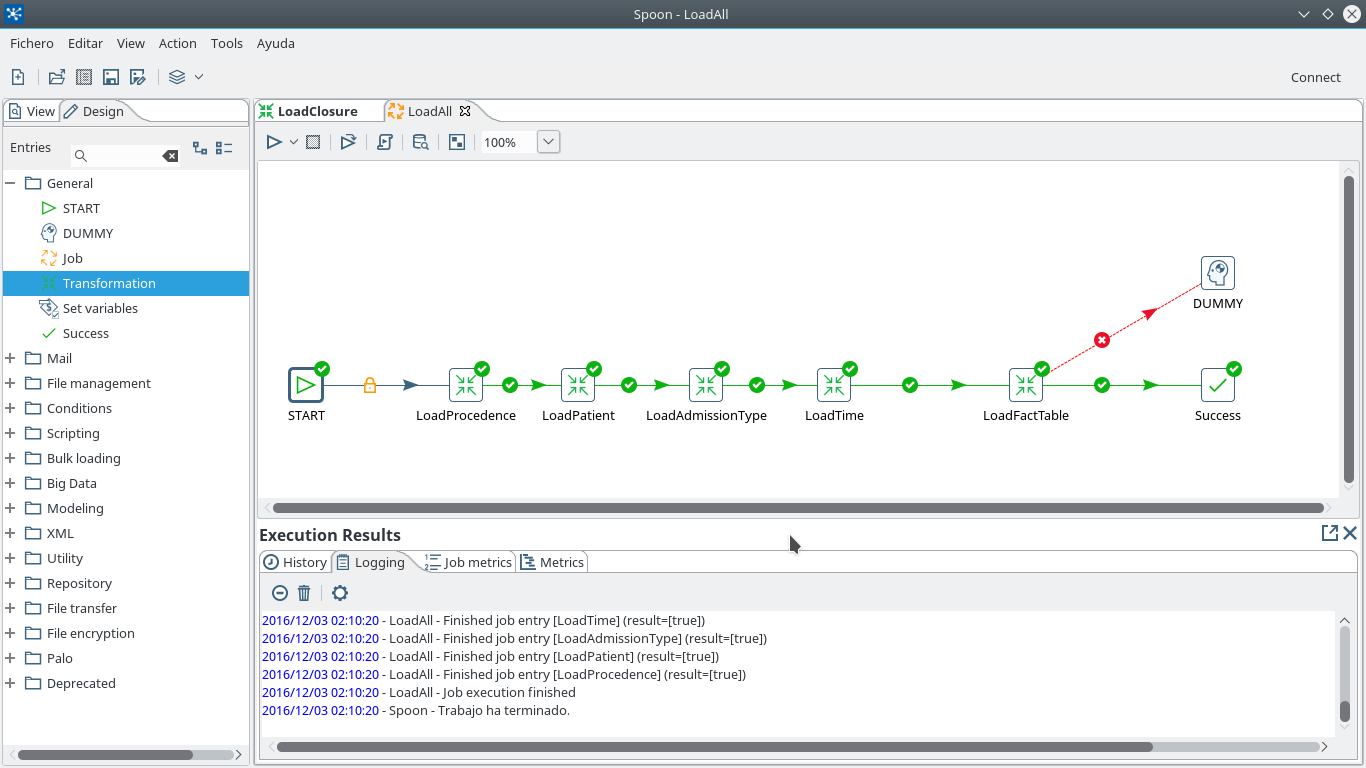 Spoon - LoadAll
Fichero Editar View Action Tools Ayuda
Connect
View Design
Entries
General
START
DUMMY
Job
Transformation
Set variables
Success
Mail
File management
Conditions
Scripting
Bulk loading
Big Data
Modeling
XML
Utility
Repository
File transfer
File encryption
Palo
Deprecated
LoadClosure LoadAll
100%
DUMMY
START LoadProcedence LoadPatient LoadAdmissionType LoadTime LoadFactTable Success
Execution Results
History Logging Job metrics Metrics
2016/12/03 02:10:20 - LoadAll - Finished job entry [LoadTime] (result=[true])
2016/12/03 02:10:20 - LoadAll - Finished job entry [LoadAdmissionType] (result=[true])
2016/12/03 02:10:20 - LoadAll - Finished job entry [LoadPatient] (result=[true])
2016/12/03 02:10:20 - LoadAll - Finished job entry [LoadProcedence] (result=[true])
2016/12/03 02:10:20 - LoadAll - Job execution finished
2016/12/03 02:10:20 - Spoon - Trabajo ha terminado.